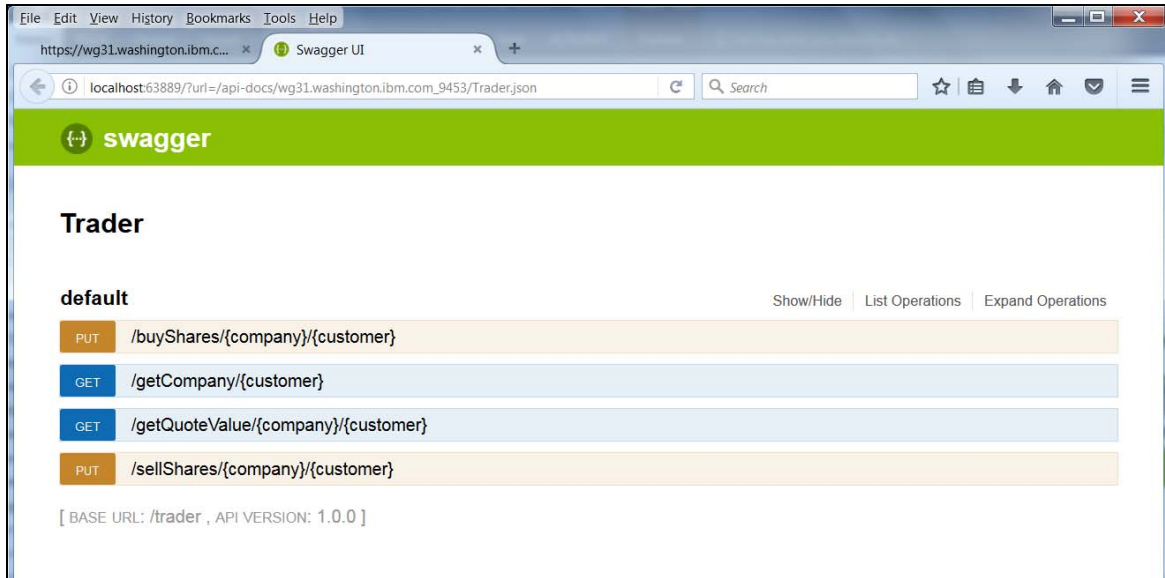 File Edit View History Bookmarks Tools Help
https://wg31.washington.ibm.c... × Swagger UI × +
localhost:63889/?url=/api-docs/wg31.washington.ibm.com_9453/Trader.json Search
{···} swagger
Trader
default Show/Hide List Operations Expand Operations
PUT /buyShares/{company}/{customer}
GET /getCompany/{customer}
GET /getQuoteValue/{company}/{customer}
PUT /sellShares/{company}/{customer}
[ BASE URL: /trader , API VERSION: 1.0.0 ]